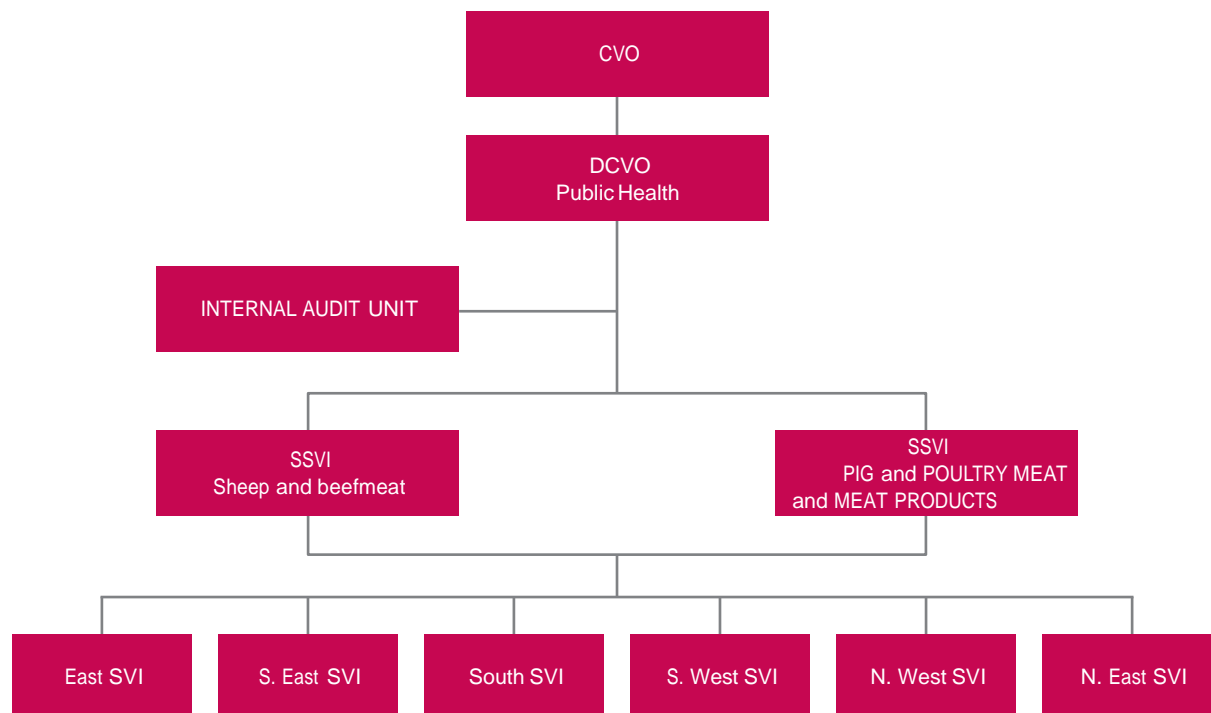 CVO
DCVO
Public Health
INTERNAL AUDIT UNIT
SSVI
Sheep and beefmeat
SSVI
PIG and POULTRY MEAT
and MEAT PRODUCTS
East SVI
S. East SVI
South SVI
S. West SVI
N. West SVI
N. East SVI